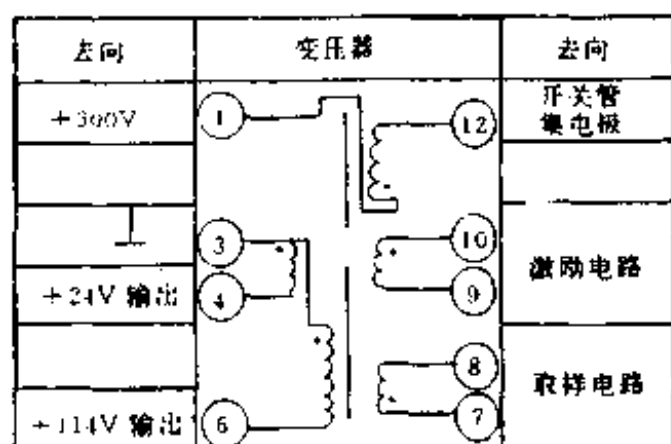 去向 变压器 去向
+300V 1 12 开关管
集电极
3 10
激励电路
+24V 输出 4 9
8
取样电路
+114V 输出 6 7